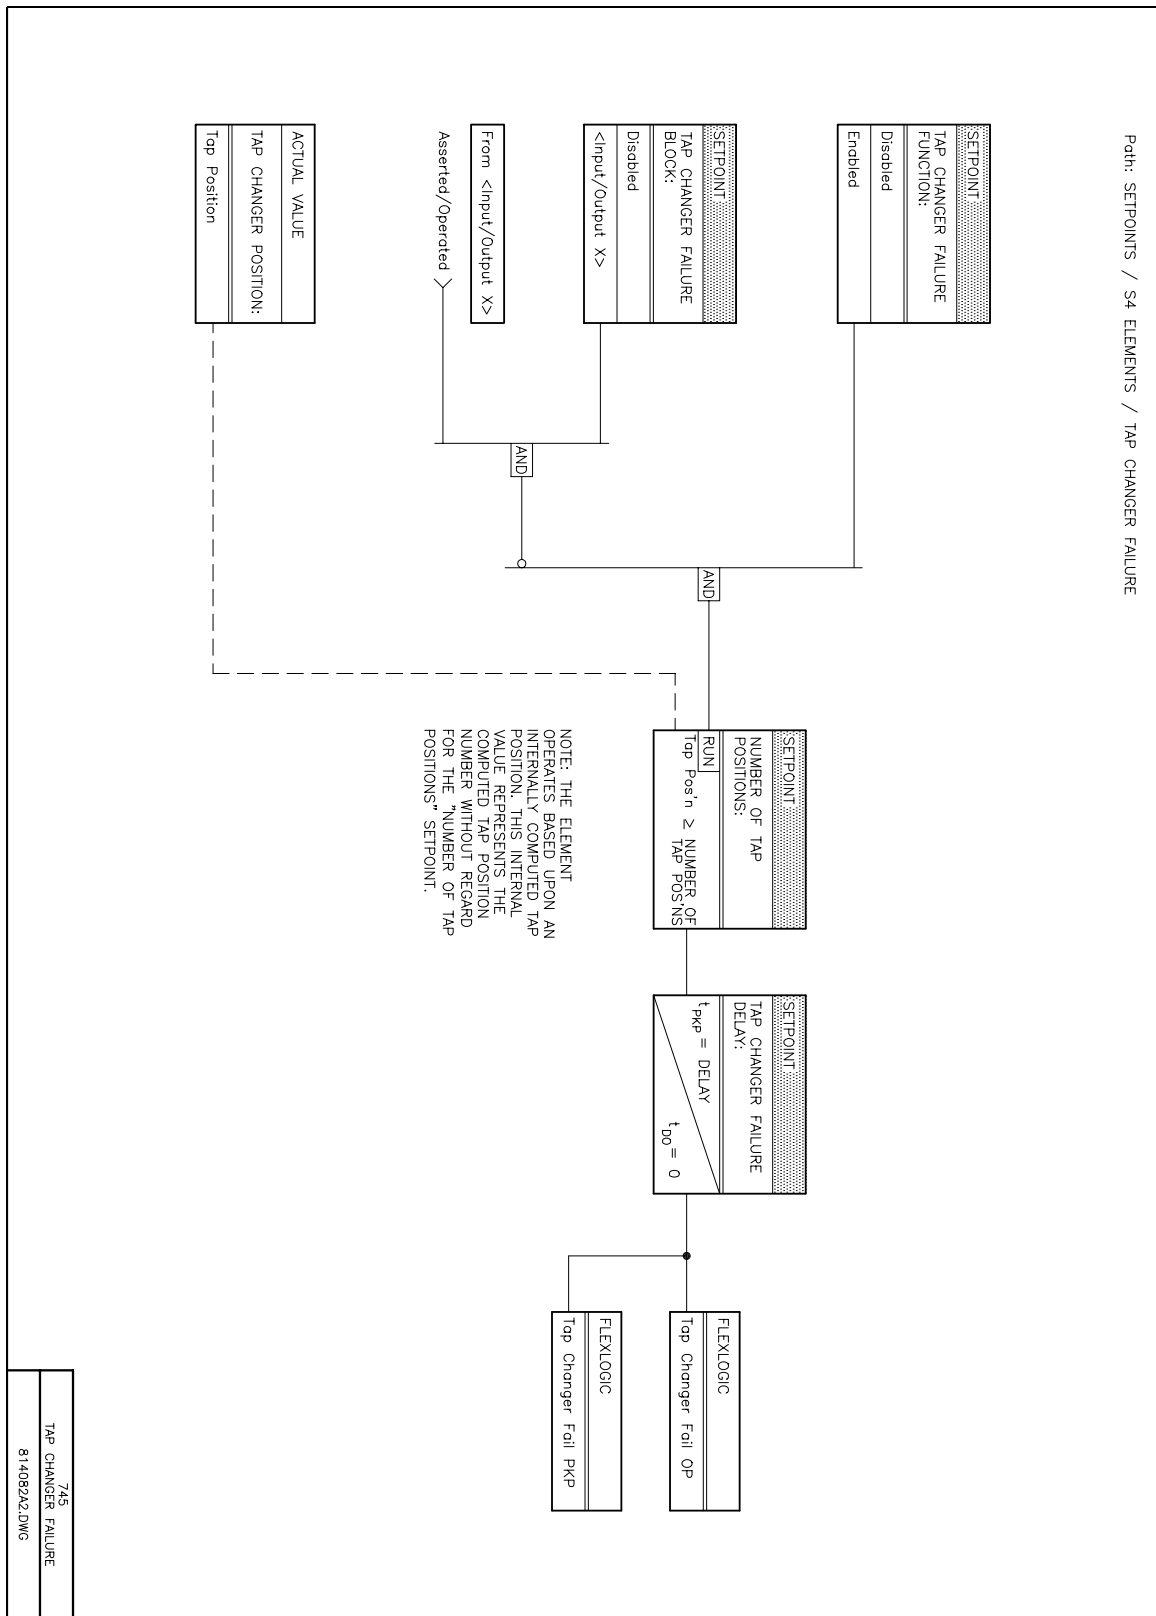 Path: SETPOINTS / S4 ELEMENTS / TAP CHANGER FAILURE
SETPOINT
TAP CHANGER FAILURE
FUNCTION:
Disabled
Enabled
SETPOINT
TAP CHANGER FAILURE
BLOCK:
Disabled
<Input/Output X>
From <Input/Output X>
Asserted/Operated
ACTUAL VALUE
TAP CHANGER POSITION:
Tap Position
AND
AND
SETPOINT
NUMBER OF TAP
POSITIONS:
RUN
Tap Pos'n ≥ NUMBER OF
TAP POS'NS
NOTE: THE ELEMENT
OPERATES BASED UPON AN
INTERNALLY COMPUTED TAP
POSITION. THIS INTERNAL
VALUE REPRESENTS THE
COMPUTED TAP POSITION
NUMBER WITHOUT REGARD
FOR THE "NUMBER OF TAP
POSITIONS" SETPOINT.
SETPOINT
TAP CHANGER FAILURE
DELAY:
tPKP = DELAY
tDO = 0
FLEXLOGIC
Tap Changer Fail OP
FLEXLOGIC
Tap Changer Fail PKP
745
TAP CHANGER FAILURE
814082A2.DWG